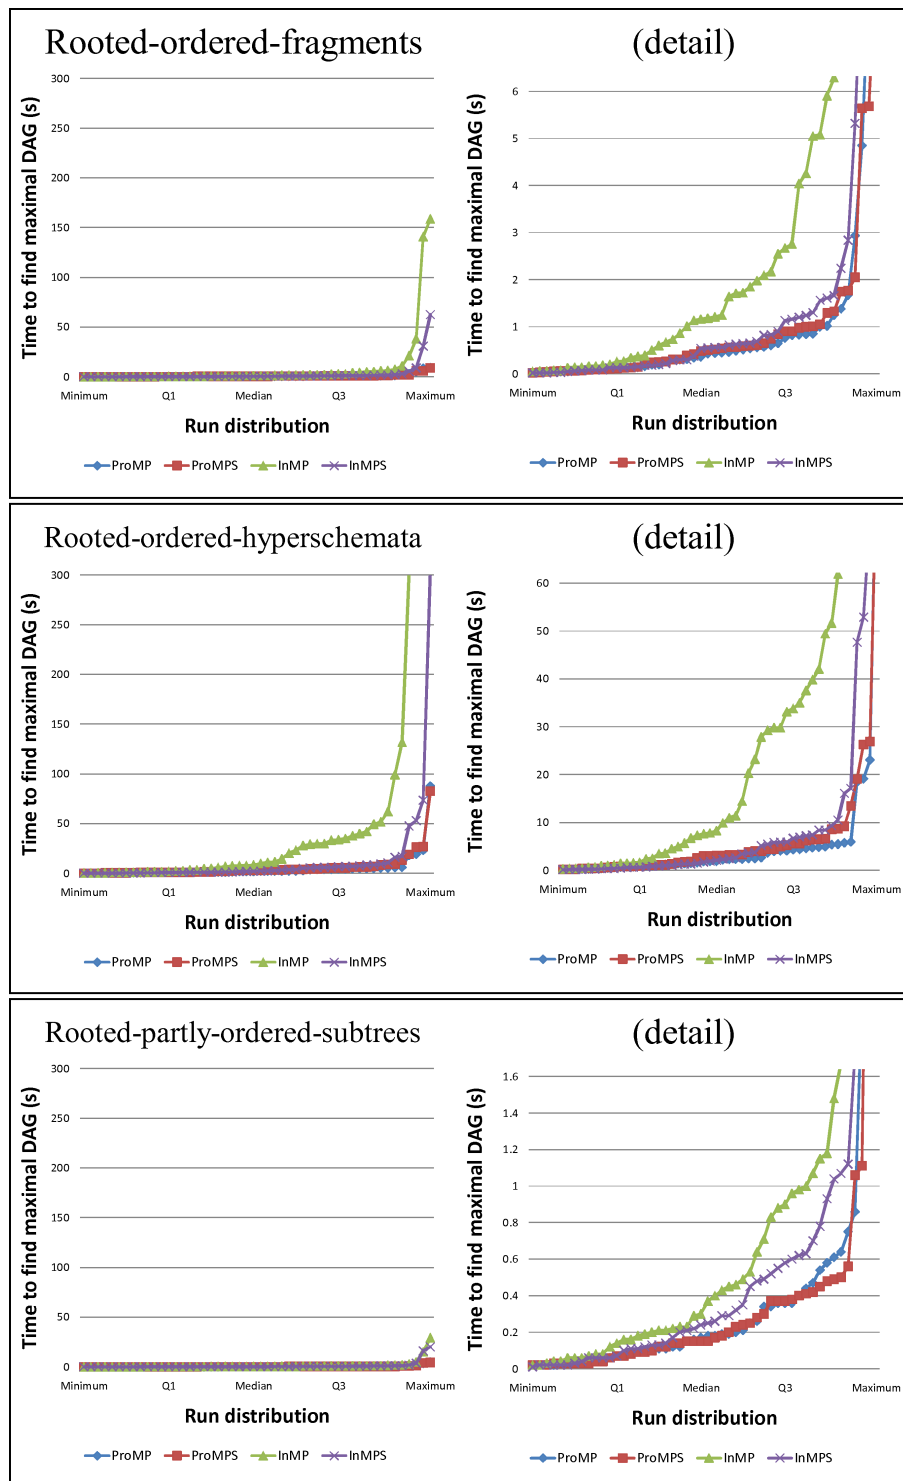 Rooted-ordered-fragments
(detail)
Time to find maximal DAG (s)
300
250
200
150
100
50
0
Minimum Q1 Median Q3 Maximum
Run distribution
ProMP ProMPS InMP InMPS
Time to find maximal DAG (s)
6
5
4
3
2
1
0
Minimum Q1 Median Q3 Maximum
Run distribution
ProMP ProMPS InMP InMPS
Rooted-ordered-hyperschemata
(detail)
Time to find maximal DAG (s)
300
250
200
150
100
50
0
Minimum Q1 Median Q3 Maximum
Run distribution
ProMP ProMPS InMP InMPS
Time to find maximal DAG (s)
60
50
40
30
20
10
0
Minimum Q1 Median Q3 Maximum
Run distribution
ProMP ProMPS InMP InMPS
Rooted-partly-ordered-subtrees
(detail)
Time to find maximal DAG (s)
300
250
200
150
100
50
0
Minimum Q1 Median Q3 Maximum
Run distribution
ProMP ProMPS InMP InMPS
Time to find maximal DAG (s)
1.6
1.4
1.2
1
0.8
0.6
0.4
0.2
0
Minimum Q1 Median Q3 Maximum
Run distribution
ProMP ProMPS InMP InMPS